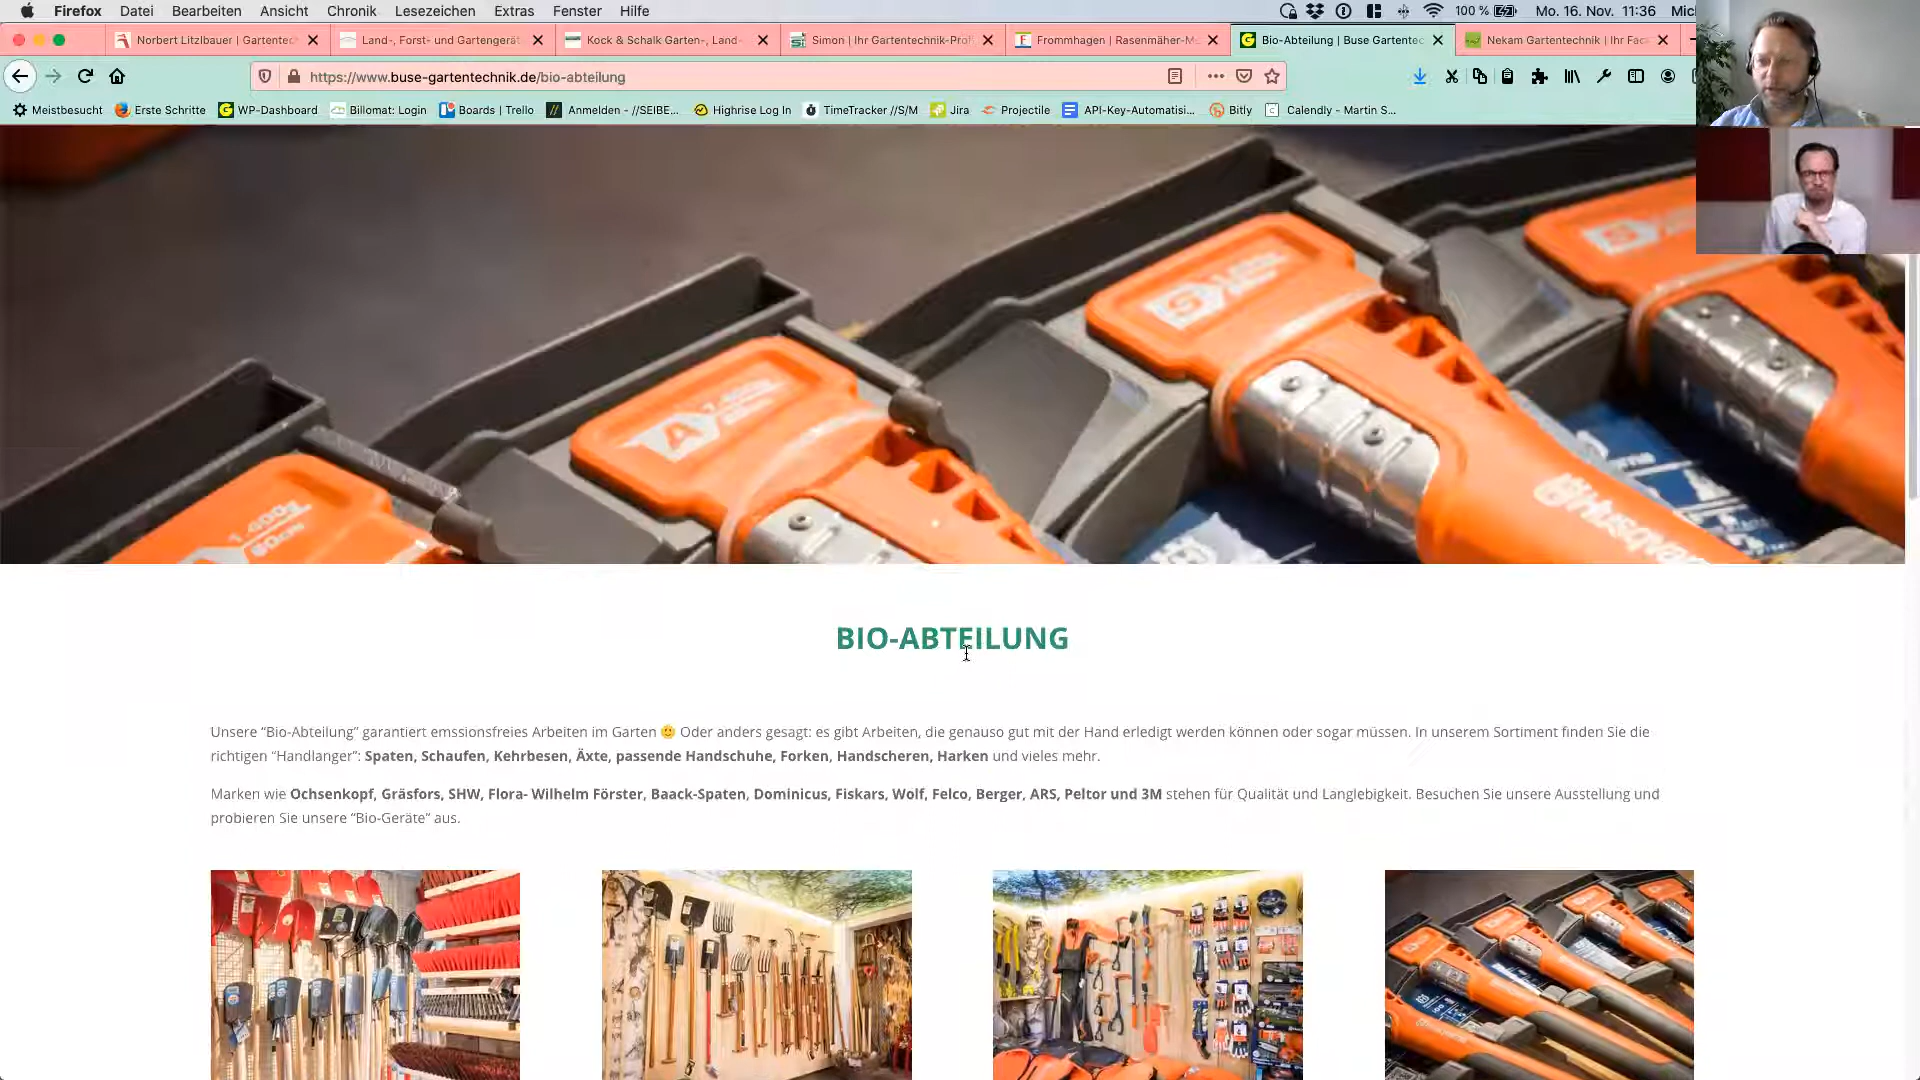 Firefox Datei Bearbeiten Ansicht Chronik Lesezeichen Extras Fenster Hilfe 100 % Mo. 16. Nov. 11:36 Mich
Norbert Litzlbauer | Gartentec Land-, Forst- und Gartengerät Kock & Schalk Garten-, Land- Simon | Ihr Gartentechnik-Prof Frommhagen | Rasenmäher-M Bio-Abteilung | Buse Gartentec Nekam Gartentechnik | Ihr Fac
https://www.buse-gartentechnik.de/bio-abteilung
Meistbesucht Erste Schritte WP-Dashboard Billomat: Login Boards | Trello Anmelden - //SEIBE... Highrise Log In TimeTracker //S/M Jira Projectile API-Key-Automatisi... Bitly Calendly - Martin S...
A
S
1.600g
80cm
Husqvar
BIO-ABTEILUNG
Unsere “Bio-Abteilung” garantiert emssionsfreies Arbeiten im Garten 🙂 Oder anders gesagt: es gibt Arbeiten, die genauso gut mit der Hand erledigt werden können oder sogar müssen. In unserem Sortiment finden Sie die
richtigen “Handlanger”: Spaten, Schaufen, Kehrbesen, Äxte, passende Handschuhe, Forken, Handscheren, Harken und vieles mehr.
Marken wie Ochsenkopf, Gräsfors, SHW, Flora- Wilhelm Förster, Baack-Spaten, Dominicus, Fiskars, Wolf, Felco, Berger, ARS, Peltor und 3M stehen für Qualität und Langlebigkeit. Besuchen Sie unsere Ausstellung und
probieren Sie unsere “Bio-Geräte” aus.